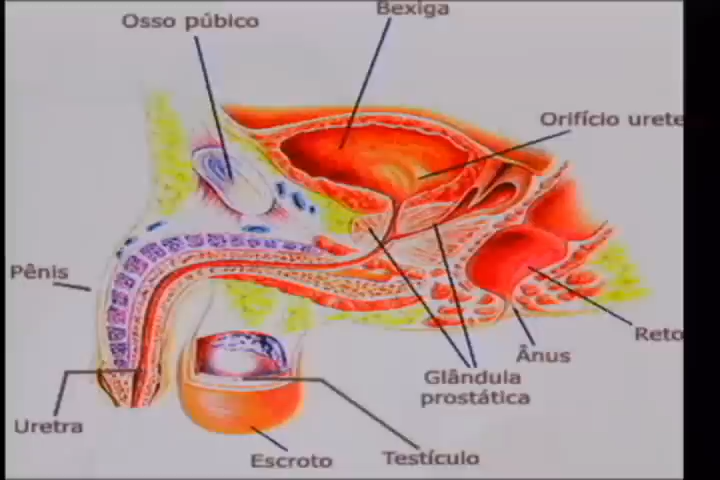 Bexiga
Osso púbico
Orifício urete
Pênis
Reto
Ânus
Glândula
prostática
Uretra
Escroto
Testículo